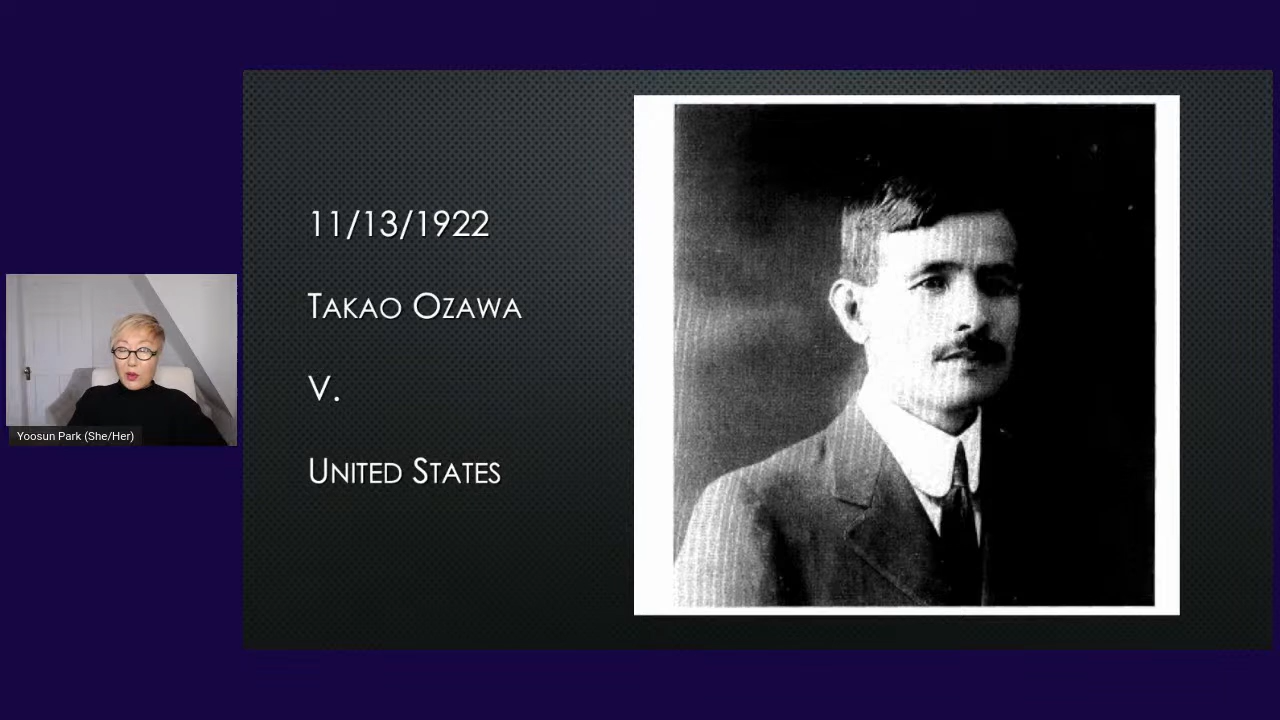 11/13/1922
Takao Ozawa
v.
United States
Yoosun Park (She/Her)